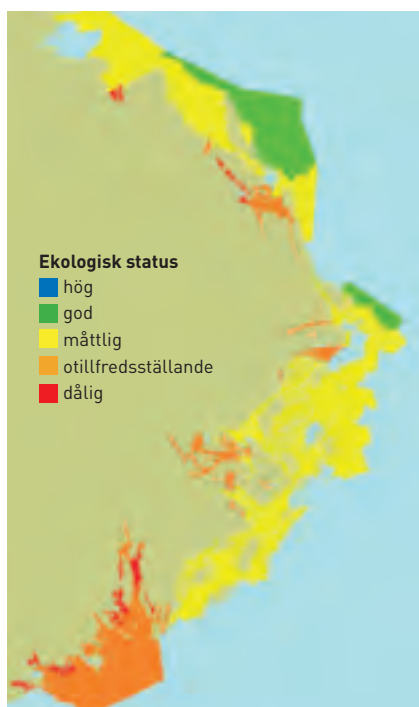 Ekologisk status
hög
god
måttlig
otillfredsställande
dålig